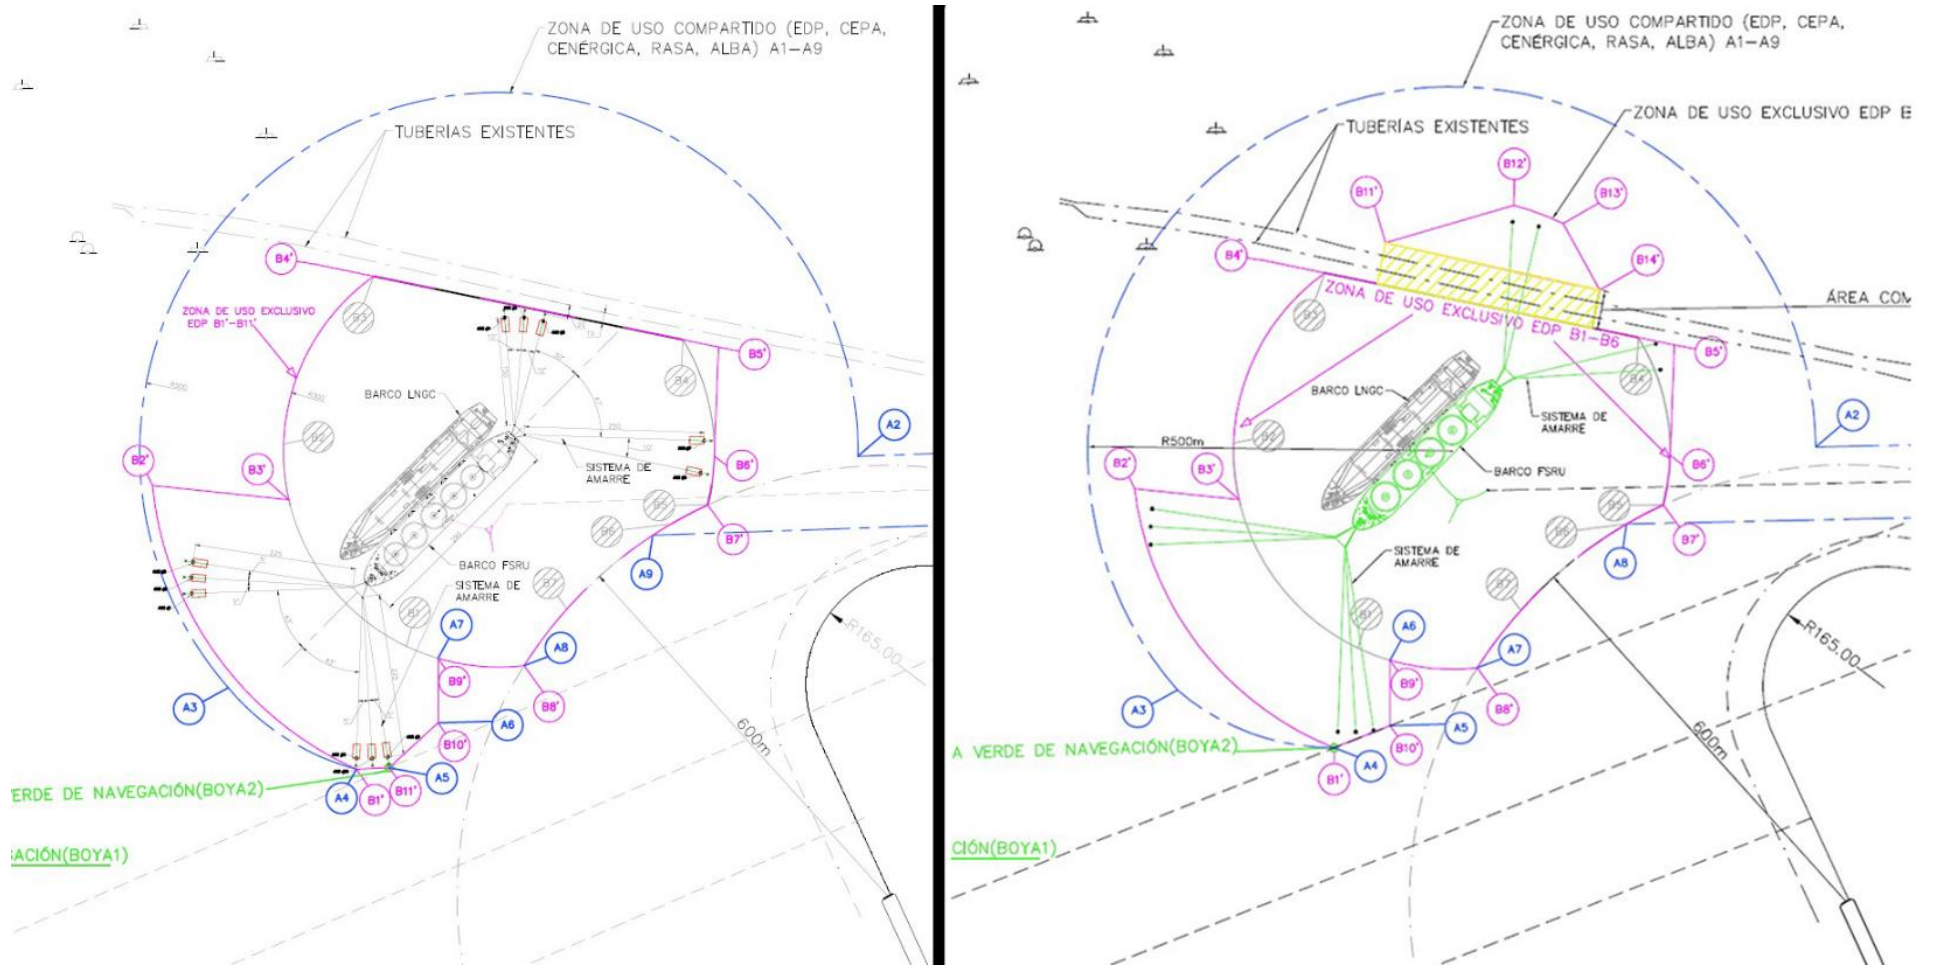 ZONA DE USO COMPARTIDO (EDP, CEPA,
CENÉRGICA, RASA, ALBA) A1-A9
TUBERÍAS EXISTENTES
B4'
ZONA DE USO EXCLUSIVO
EDP B1'-B11'
B3
B5'
B4
BARCO LNGC
A2
B2
B2'
B3'
SISTEMA DE
AMARRE
B6'
B5
B6
B7'
BARCO FSRU
A9
SISTEMA DE
AMARRE
B7
B1
A7
A8
R165.00
B9'
A3
B8'
A6
600m
B10'
A5
ERDE DE NAVEGACIÓN(BOYA2)
A4
B1'
B11'
ACIÓN(BOYA1)
ZONA DE USO COMPARTIDO (EDP, CEPA,
CENÉRGICA, RASA, ALBA) A1-A9
ZONA DE USO EXCLUSIVO EDP B
TUBERÍAS EXISTENTES
B12'
B11'
B13'
B4'
B14'
ZONA DE USO EXCLUSIVO EDP B1-B6
ÁREA COM
B3
B5'
B4
BARCO LNGC
A2
SISTEMA DE
AMARRE
B2
R500m
B2'
B3'
BARCO FSRU
B6'
B5
B6
B7'
SISTEMA DE
AMARRE
A8
B7
B1
A6
A7
R165.00
B9'
A3
B8'
A5
600m
A VERDE DE NAVEGACIÓN(BOYA2)
B10'
A4
B1'
CIÓN(BOYA1)